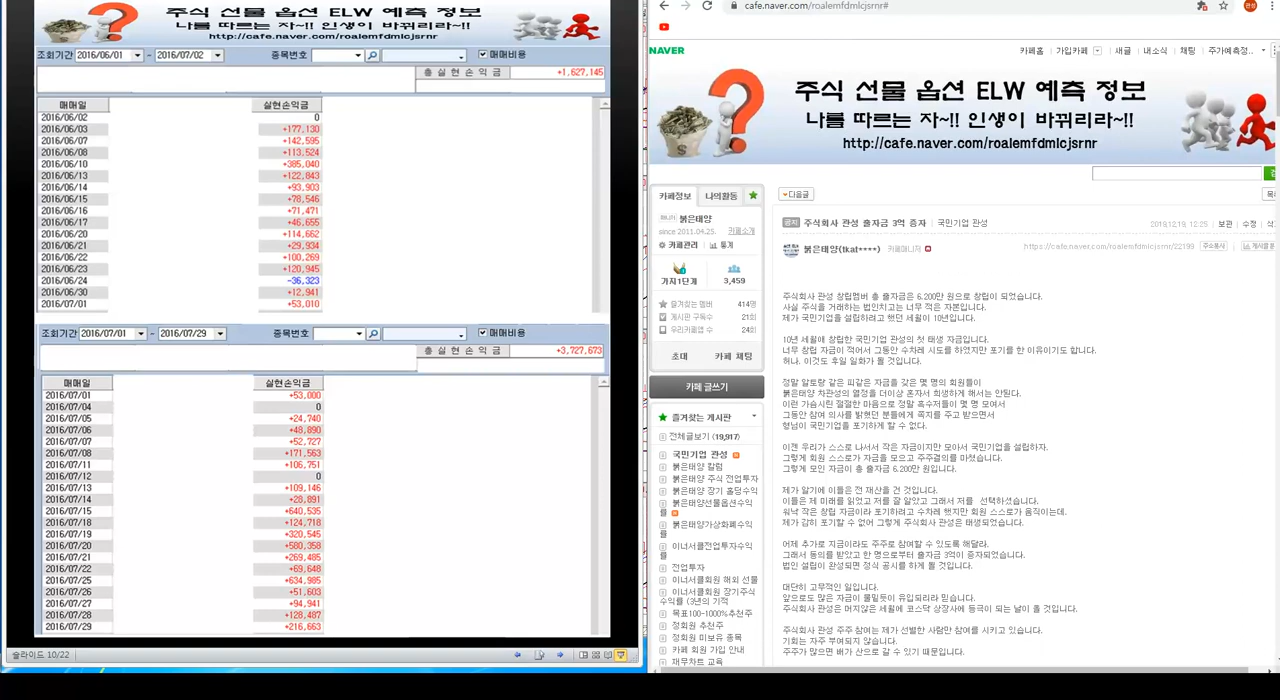 주식 선물 옵션 ELW 예측 정보
나를 따르는 자~!! 인생이 바뀌리라~!!
http://cafe.naver.com/roalemfdmlcjsrnr
조회기간 2016/06/01 ~ 2016/07/02 종목번호 매매비용
총 실 현 손 익 금 +1,627,145
매매일 실현손익금
2016/06/02 0
2016/06/03 +177,130
2016/06/07 +142,595
2016/06/08 +113,524
2016/06/10 +385,040
2016/06/13 +122,843
2016/06/14 +93,903
2016/06/15 +78,546
2016/06/16 +71,471
2016/06/17 +46,655
2016/06/20 +114,662
2016/06/21 +29,934
2016/06/22 +100,269
2016/06/23 +120,945
2016/06/24 -36,323
2016/06/30 +12,941
2016/07/01 +53,010
조회기간 2016/07/01 ~ 2016/07/29 종목번호 매매비용
총 실 현 손 익 금 +3,727,673
매매일 실현손익금
2016/07/01 +53,000
2016/07/04 0
2016/07/05 +24,740
2016/07/06 +48,890
2016/07/07 +52,727
2016/07/08 +171,563
2016/07/11 +106,751
2016/07/12 0
2016/07/13 +109,146
2016/07/14 +28,891
2016/07/15 +640,535
2016/07/18 +124,718
2016/07/19 +320,545
2016/07/20 +580,358
2016/07/21 +269,485
2016/07/22 +69,648
2016/07/25 +634,985
2016/07/26 +51,603
2016/07/27 +94,941
2016/07/28 +128,487
2016/07/29 +216,663
슬라이드 10/22
cafe.naver.com/roalemfdmlcjsrnr#
NAVER
카페홈 가입카페 새글 내소식 채팅 주가예측정..
주식 선물 옵션 ELW 예측 정보
나를 따르는 자~!! 인생이 바뀌리라~!!
http://cafe.naver.com/roalemfdmlcjsrnr
카페정보 나의활동
붉은태양
since 2011.04.25. 카페소개
카페관리 통계
가지1단계 3,459
즐겨찾는 멤버 414명
게시판 구독수 21회
우리카페앱 수 24회
초대 카페 채팅
카페 글쓰기
즐겨찾는 게시판
전체글보기 (19,917)
국민기업 관성
붉은태양 칼럼
붉은태양 주식 전업투자
붉은태양 장기 홀딩수익
붉은태양선물옵션수익률
붉은태양가상화폐수익률
이너서클전업투자수익률
전업투자
이너서클회원 해외 선물
이너서클회원 장기주식 수익률 (3년의 기적
목표100-1000%추천주
정회원 추천주
정회원 미보유 종목
카페 회원 가입 안내
재무차트 교육
다음글
공지 주식회사 관성 출자금 3억 증자 국민기업 관성
2019.12.19. 12:25 보관 수정
붉은태양(tkat****) 카페매니저
https://cafe.naver.com/roalemfdmlcjsrnr/22199 주소복사
주식회사 관성 창립멤버 총 출자금은 6.200만 원으로 창립이 되었습니다.
사실 주식을 거래하는 법인치고는 너무 적은 자본입니다.
제가 국민기업을 설립하려고 했던 세월이 10년입니다.
10년 세월에 창립한 국민기업 관성의 첫 태생 자금입니다.
너무 창립 자금이 적어서 그동안 수차례 시도를 하였지만 포기를 한 이유이기도 합니다.
허나. 이것도 후일 일화가 될 것입니다.
정말 알토랑 같은 피같은 자금을 갖은 몇 명의 회원들이
붉은태양 차관성의 열정을 더이상 혼자서 희생하게 해서는 안된다.
이런 가슴시린 절절한 마음으로 정말 흑수저들이 몇 명 모여서
그동안 참여 의사를 밝혔던 분들에게 쪽지를 주고 받으면서
형님이 국민기업을 포기하게 할 수 없다.
이젠 우리가 스스로 나서서 작은 자금이지만 모아서 국민기업을 설립하자.
그렇게 회원 스스로가 자금을 모으고 주주결의를 마쳤습니다.
그렇게 모인 자금이 총 출자금 6.200만 원입니다.
제가 알기에 이들은 전 재산을 건 것입니다.
이들은 제 미래를 읽었고 저를 잘 알았고 그래서 저를 선택하셨습니다.
워낙 작은 창립 자금이라 포기하려고 수차례 했지만 회원 스스로가 움직이는데.
제가 감히 포기할 수 없어 그렇게 주식회사 관성은 태생되었습니다.
어제 추가로 지금이라도 주주로 참여할 수 있도록 해달라.
그래서 동의를 받았고 한 명으로부터 출자금 3억이 증자되었습니다.
법인 설립이 완성되면 정식 공시를 하게 될 것입니다.
대단히 고무적인 일입니다.
앞으로도 많은 자금이 물밀듯이 유입되리라 믿습니다.
주식회사 관성은 머지않은 세월에 코스닥 상장사에 등극이 되는 날이 올 것입니다.
주식회사 관성 주주 참여는 제가 선별한 사람만 참여를 시키고 있습니다.
기회는 자주 부여되지 않습니다.
주주가 많으면 배가 산으로 갈 수 있기 때문입니다.